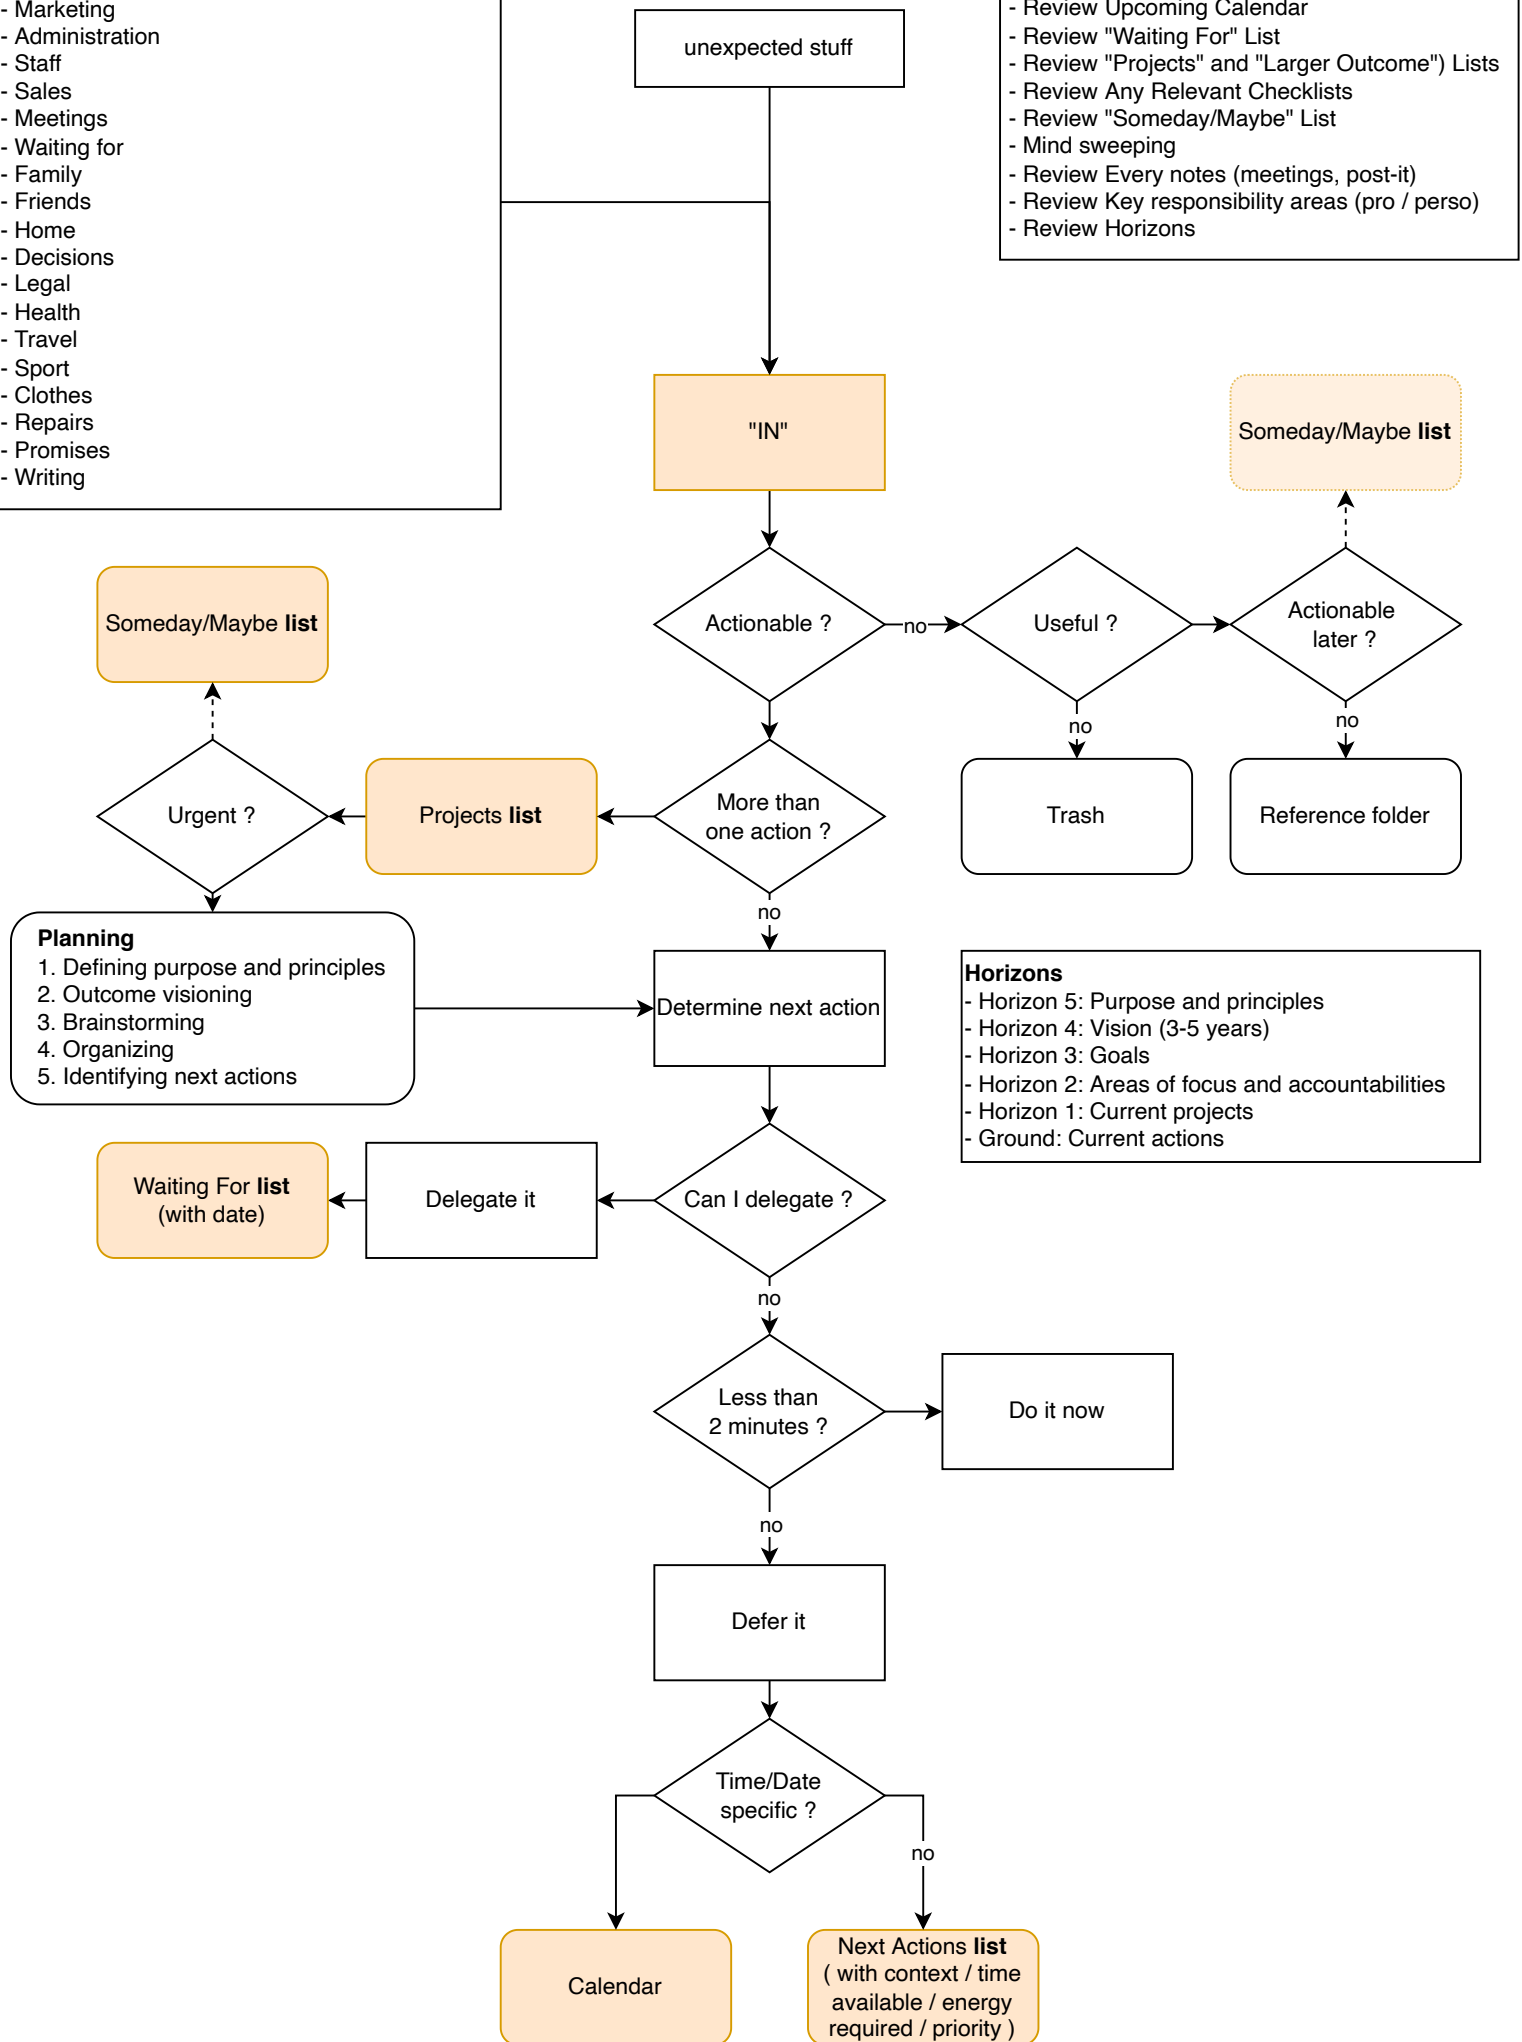 - Marketing
- Administration
- Staff
- Sales
- Meetings
- Waiting for
- Family
- Friends
- Home
- Decisions
- Legal
- Health
- Travel
- Sport
- Clothes
- Repairs
- Promises
- Writing
unexpected stuff
- Review Upcoming Calendar
- Review "Waiting For" List
- Review "Projects" and "Larger Outcome") Lists
- Review Any Relevant Checklists
- Review "Someday/Maybe" List
- Mind sweeping
- Review Every notes (meetings, post-it)
- Review Key responsibility areas (pro / perso)
- Review Horizons
"IN"
Someday/Maybe list
Someday/Maybe list
Actionable ?
no
Useful ?
Actionable
later ?
no
no
Urgent ?
Projects list
More than
one action ?
Trash
Reference folder
no
Planning
1. Defining purpose and principles
2. Outcome visioning
3. Brainstorming
4. Organizing
5. Identifying next actions
Determine next action
Horizons
- Horizon 5: Purpose and principles
- Horizon 4: Vision (3-5 years)
- Horizon 3: Goals
- Horizon 2: Areas of focus and accountabilities
- Horizon 1: Current projects
- Ground: Current actions
Waiting For list
(with date)
Delegate it
Can I delegate ?
no
Less than
2 minutes ?
Do it now
no
Defer it
Time/Date
specific ?
no
Calendar
Next Actions list
( with context / time
available / energy
required / priority )